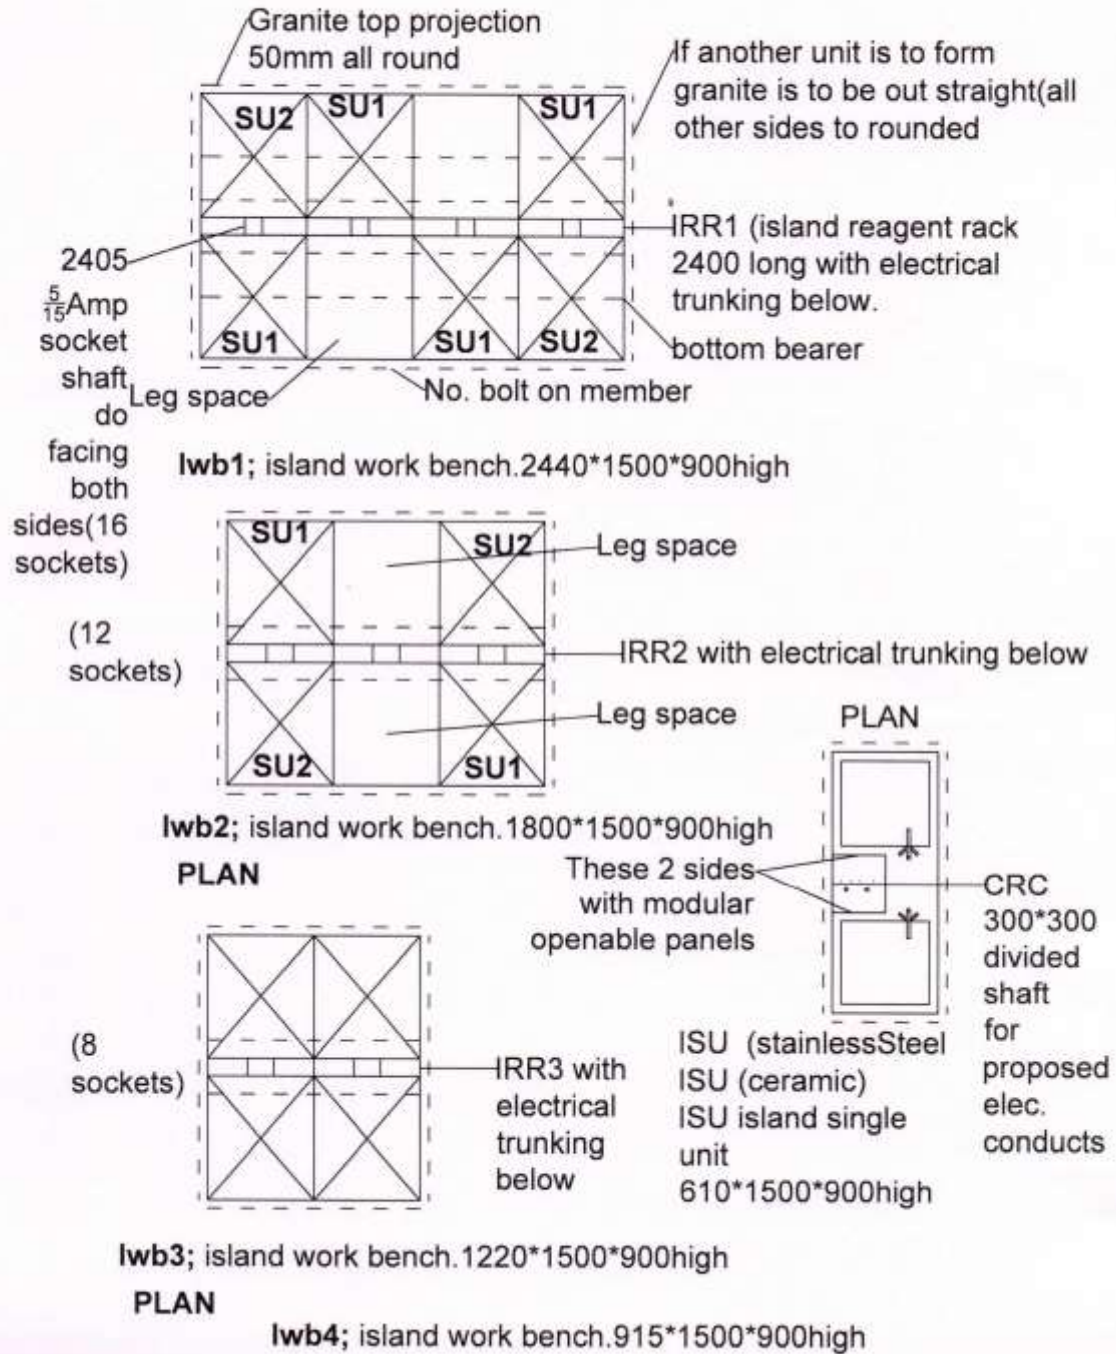 Granite top projection
50mm all round
If another unit is to form
granite is to be out straight(all
other sides to rounded
SU2 SU1 SU1
IRR1 (island reagent rack
2400 long with electrical
trunking below.
2405
5/15 Amp
socket
shaft
do
facing
both
sides(16
sockets)
SU1 SU1 SU2
bottom bearer
Leg space
No. bolt on member
Iwb1; island work bench.2440*1500*900high
SU1 SU2
Leg space
(12
sockets)
IRR2 with electrical trunking below
Leg space
SU2 SU1
Iwb2; island work bench.1800*1500*900high
PLAN
PLAN
These 2 sides
with modular
openable panels
CRC
300*300
divided
shaft
for
proposed
elec.
conducts
(8
sockets)
IRR3 with
electrical
trunking
below
ISU (stainlessSteel
ISU (ceramic)
ISU island single
unit
610*1500*900high
Iwb3; island work bench.1220*1500*900high
PLAN
Iwb4; island work bench.915*1500*900high